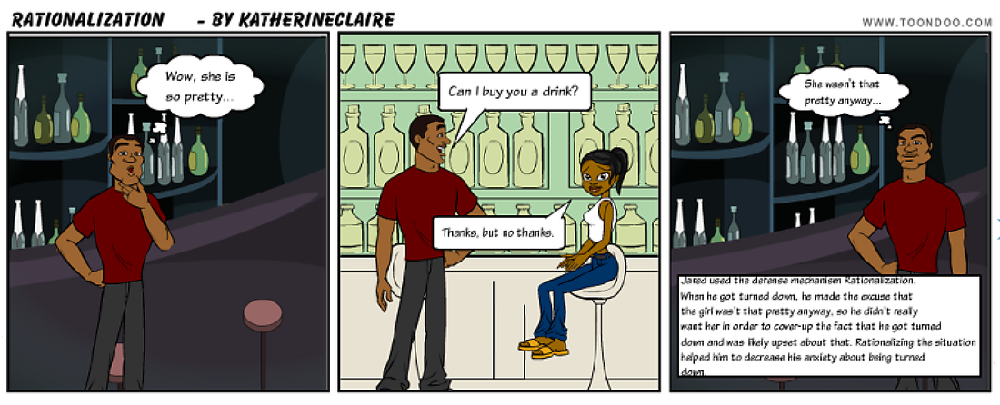 RATIONALIZATION - BY KATHERINECLAIRE
WWW.TOONDOO.COM
Wow, she is
so pretty...
Can I buy you a drink?
Thanks, but no thanks.
She wasn't that
pretty anyway...
Jared used the defense mechanism Rationalization.
When he got turned down, he made the excuse that
the girl was't that pretty anyway, so he didn't really
want her in order to cover-up the fact that he got turned
down and was likely upset about that. Rationalizing the situation
helped him to decrease his anxiety about being turned
down.